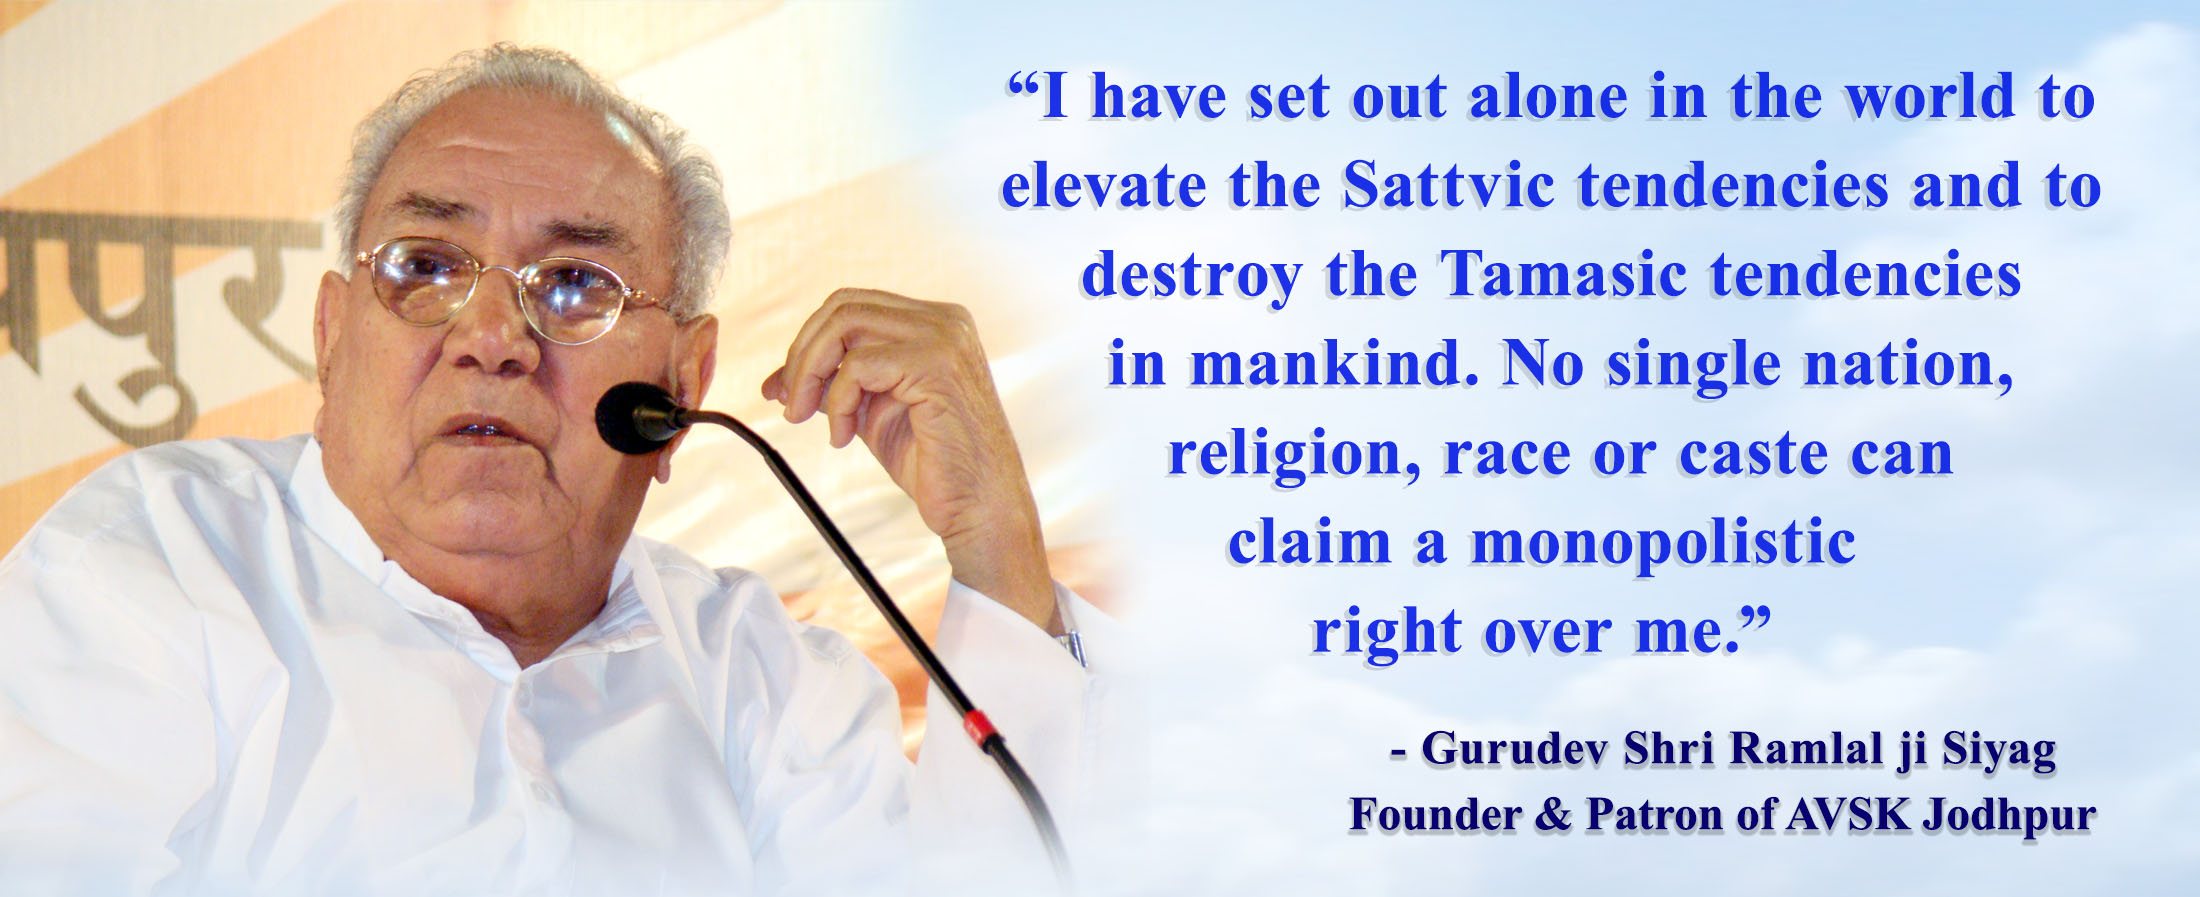 पुर
“I have set out alone in the world to
elevate the Sattvic tendencies and to
destroy the Tamasic tendencies
in mankind. No single nation,
religion, race or caste can
claim a monopolistic
right over me.”
- Gurudev Shri Ramlal ji Siyag
Founder & Patron of AVSK Jodhpur